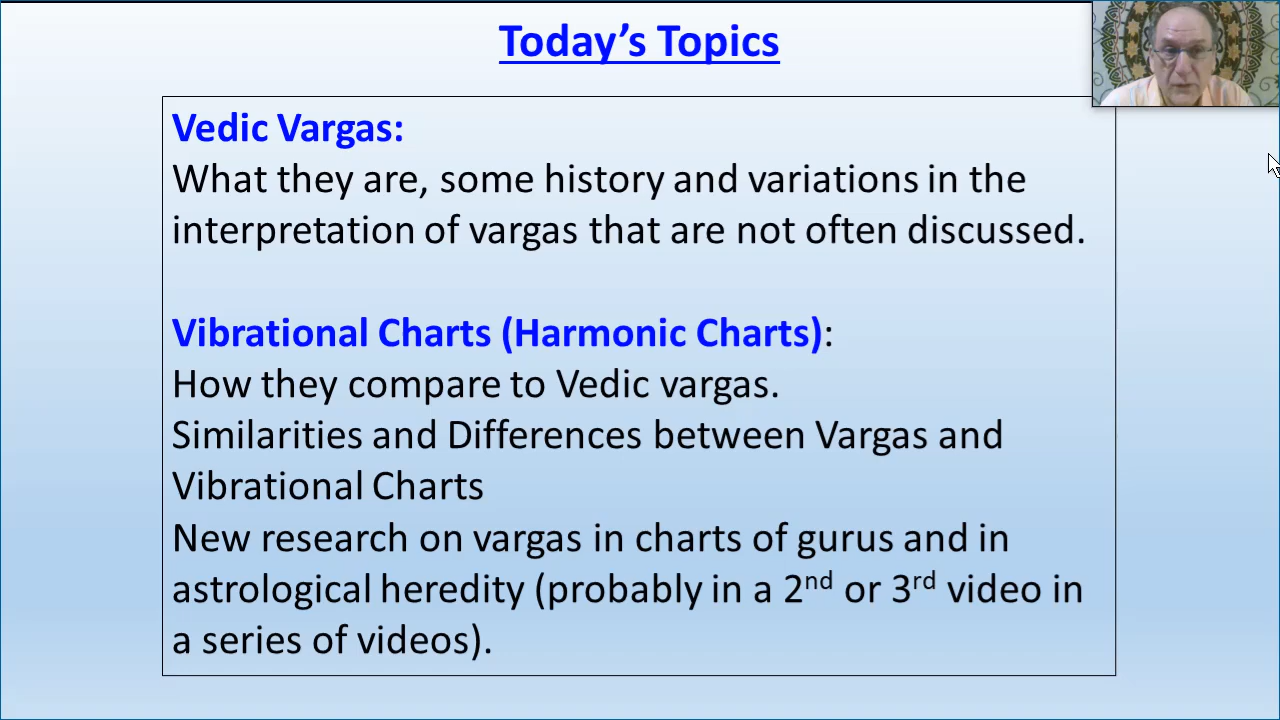 Today’s Topics
Vedic Vargas:
What they are, some history and variations in the
interpretation of vargas that are not often discussed.
Vibrational Charts (Harmonic Charts):
How they compare to Vedic vargas.
Similarities and Differences between Vargas and
Vibrational Charts
New research on vargas in charts of gurus and in
astrological heredity (probably in a 2nd or 3rd video in
a series of videos).